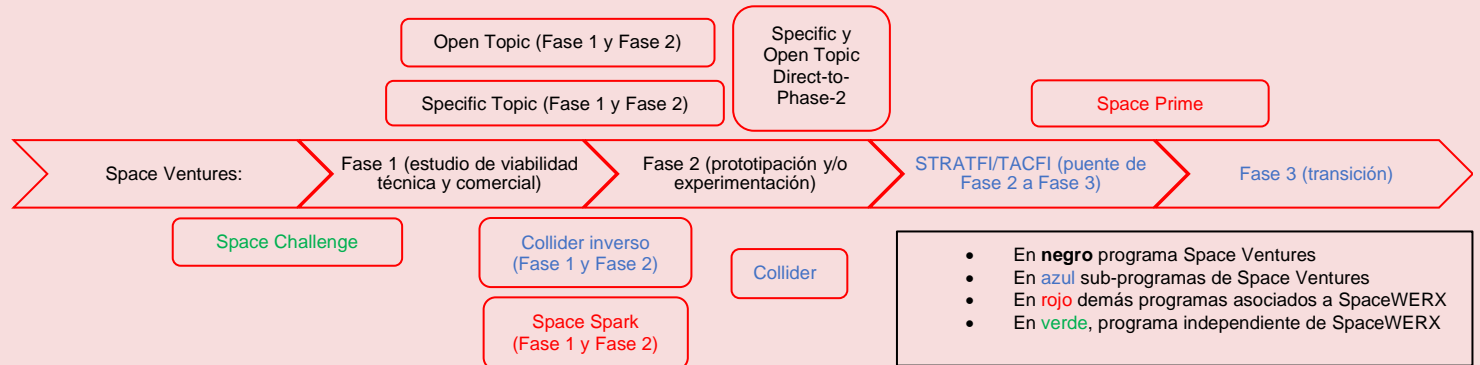 Open Topic (Fase 1 y Fase 2)
Specific y
Open Topic
Direct-to-
Phase-2
Specific Topic (Fase 1 y Fase 2)
Space Prime
Space Ventures:
Fase 1 (estudio de viabilidad
técnica y comercial)
Fase 2 (prototipación y/o
experimentación)
STRATFI/TACFI (puente de
Fase 2 a Fase 3)
Fase 3 (transición)
Space Challenge
Collider inverso
(Fase 1 y Fase 2)
Collider
Space Spark
(Fase 1 y Fase 2)
• En negro programa Space Ventures
• En azul sub-programas de Space Ventures
• En rojo demás programas asociados a SpaceWERX
• En verde, programa independiente de SpaceWERX